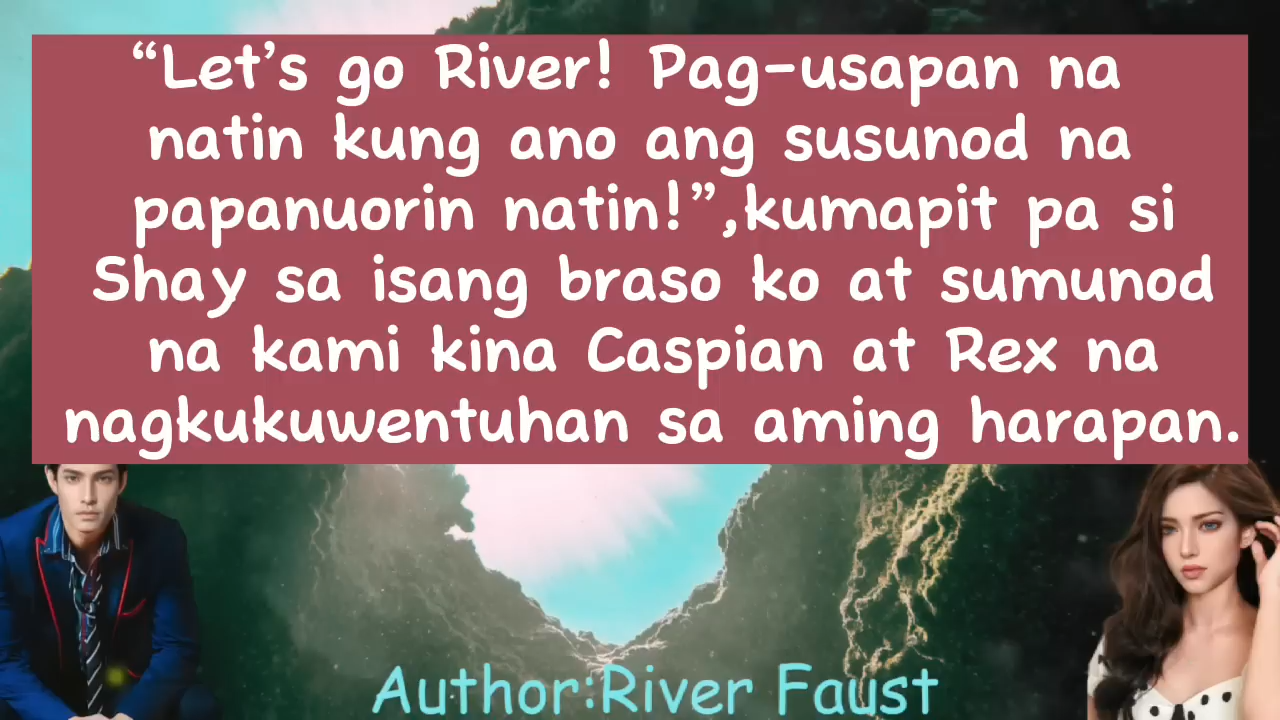 “Let’s go River! Pag-usapan na
natin kung ano ang susunod na
papanuorin natin!”,kumapit pa si
Shay sa isang braso ko at sumunod
na kami kina Caspian at Rex na
nagkukuwentuhan sa aming harapan.
Author:River Faust